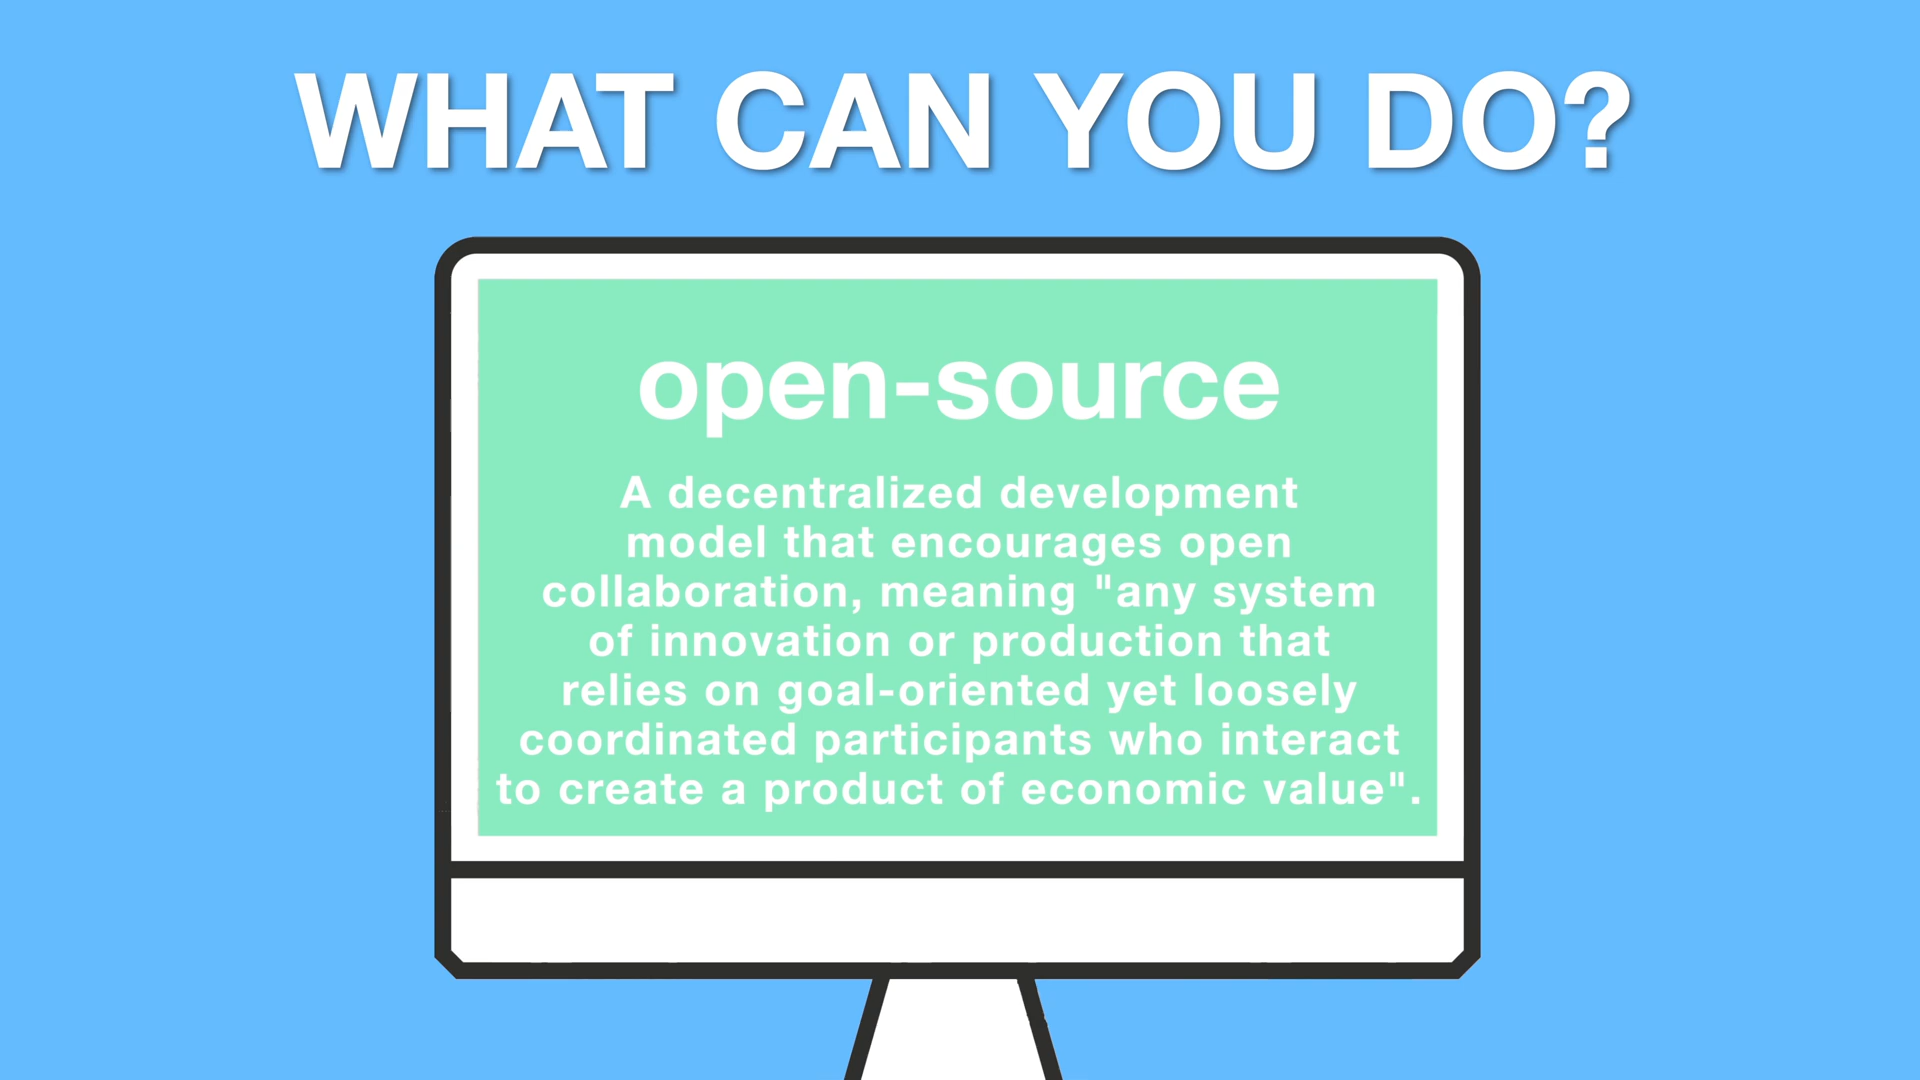 WHAT CAN YOU DO?
open-source
A decentralized development
model that encourages open
collaboration, meaning "any system
of innovation or production that
relies on goal-oriented yet loosely
coordinated participants who interact
to create a product of economic value".